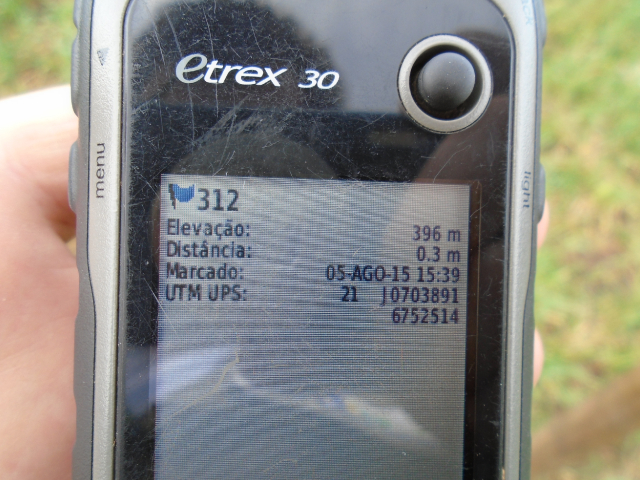 etrex 30
menu
light
312
Elevação: 396 m
Distância: 0.3 m
Marcado: 05-AGO-15 15:39
UTM UPS: 21 J 0703891
6752514